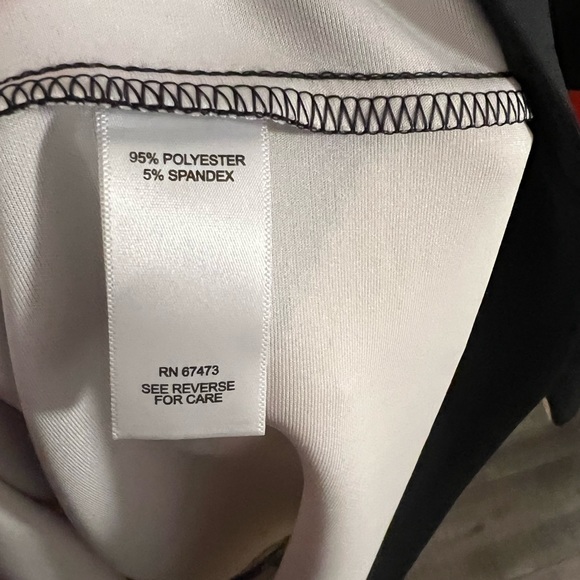 95% POLYESTER
5% SPANDEX
RN 67473
SEE REVERSE
FOR CARE